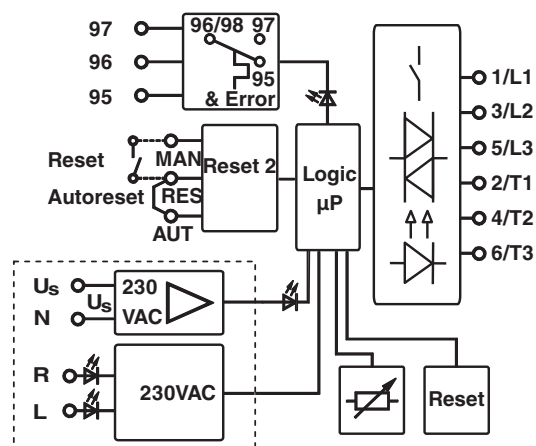 97
96
95
96/98 97
95
& Error
Reset
Autoreset
MAN
RES
AUT
Reset 2
Logic
µP
1/L1
3/L2
5/L3
2/T1
4/T2
6/T3
Us
N
Us
230
VAC
R
L
230VAC
Reset